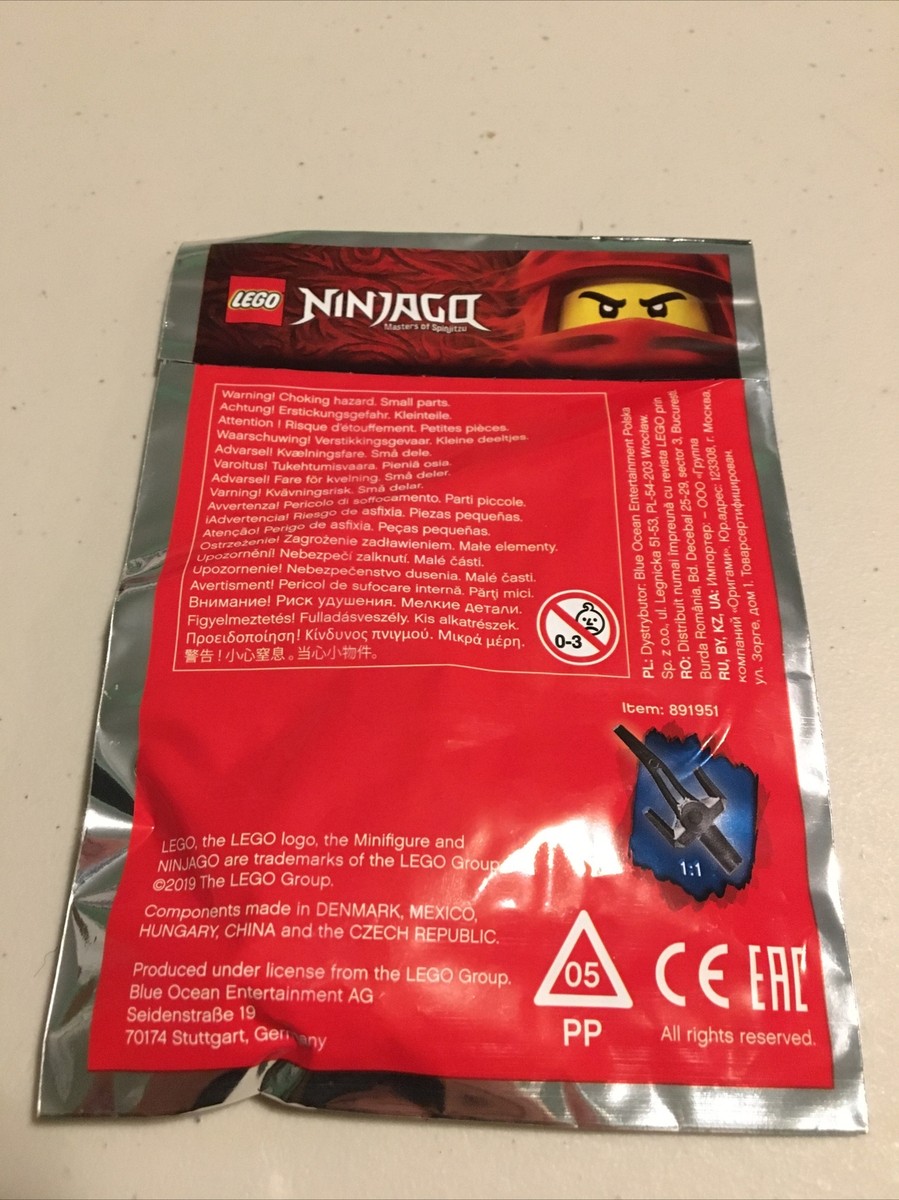 LEGO
NINJAGO
Masters of Spinjitzu
Warning! Choking hazard. Small parts.
Achtung! Erstickungsgefahr. Kleinteile.
Attention ! Risque d'étouffement. Petites pièces.
Waarschuwing! Verstikkingsgevaar. Kleine deeltjes.
Advarsel! Kvælningsfare. Små dele.
Varoitus! Tukehtumisvaara. Pieniä osia.
Advarsel! Fare for kvelning. Små deler.
Varning! Kvävningsrisk. Små delar.
Avvertenza! Pericolo di soffocamento. Parti piccole.
¡Advertencia! Riesgo de asfixia. Piezas pequeñas.
Atenção! Perigo de asfixia. Peças pequeñas.
Ostrzeżenie! Zagrożenie zadławieniem. Małe elementy.
Upozornění! Nebezpečí zalknutí. Malé části.
Upozornenie! Nebezpečenstvo dusenia. Malé časti.
Avertisment! Pericol de sufocare internă. Părți mici.
Внимание! Риск удушения. Мелкие детали.
Figyelmeztetés! Fulladásveszély. Kis alkatrészek.
Προειδοποίηση! Κίνδυνος πνιγμού. Μικρά μέρη.
警告！小心窒息。当心小物件。
0-3
PL: Dystrybutor: Blue Ocean Entertainment Polska
Sp. z o.o., ul. Legnicka 51-53, PL-54-203 Wrocław.
RO: Distribuit numai împreună cu revista LEGO prin
Burda România, Bd. Decebal 25-29, sector 3, București.
RU, BY, KZ, UA: Импортер: – ООО «Группа
компаний «Оригами». Юр.адрес: 123308, г. Москва,
ул. Зорге, дом 1. Товарсертифицирован.
Item: 891951
1:1
LEGO, the LEGO logo, the Minifigure and
NINJAGO are trademarks of the LEGO Group
©2019 The LEGO Group.
Components made in DENMARK, MEXICO,
HUNGARY, CHINA and the CZECH REPUBLIC.
Produced under license from the LEGO Group.
Blue Ocean Entertainment AG
Seidenstraße 19
70174 Stuttgart, Germany
05
PP
CE EAC
All rights reserved.